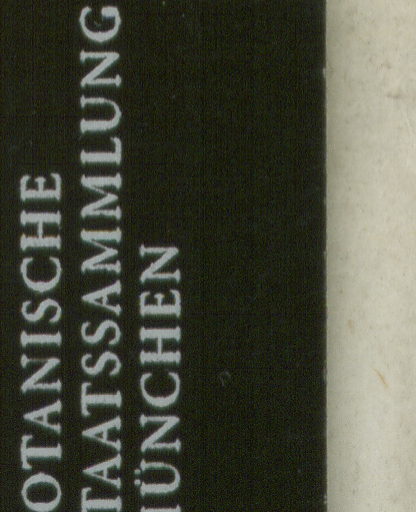 OTANISCHE
TAATSSAMMLUNG
ÜNCHEN